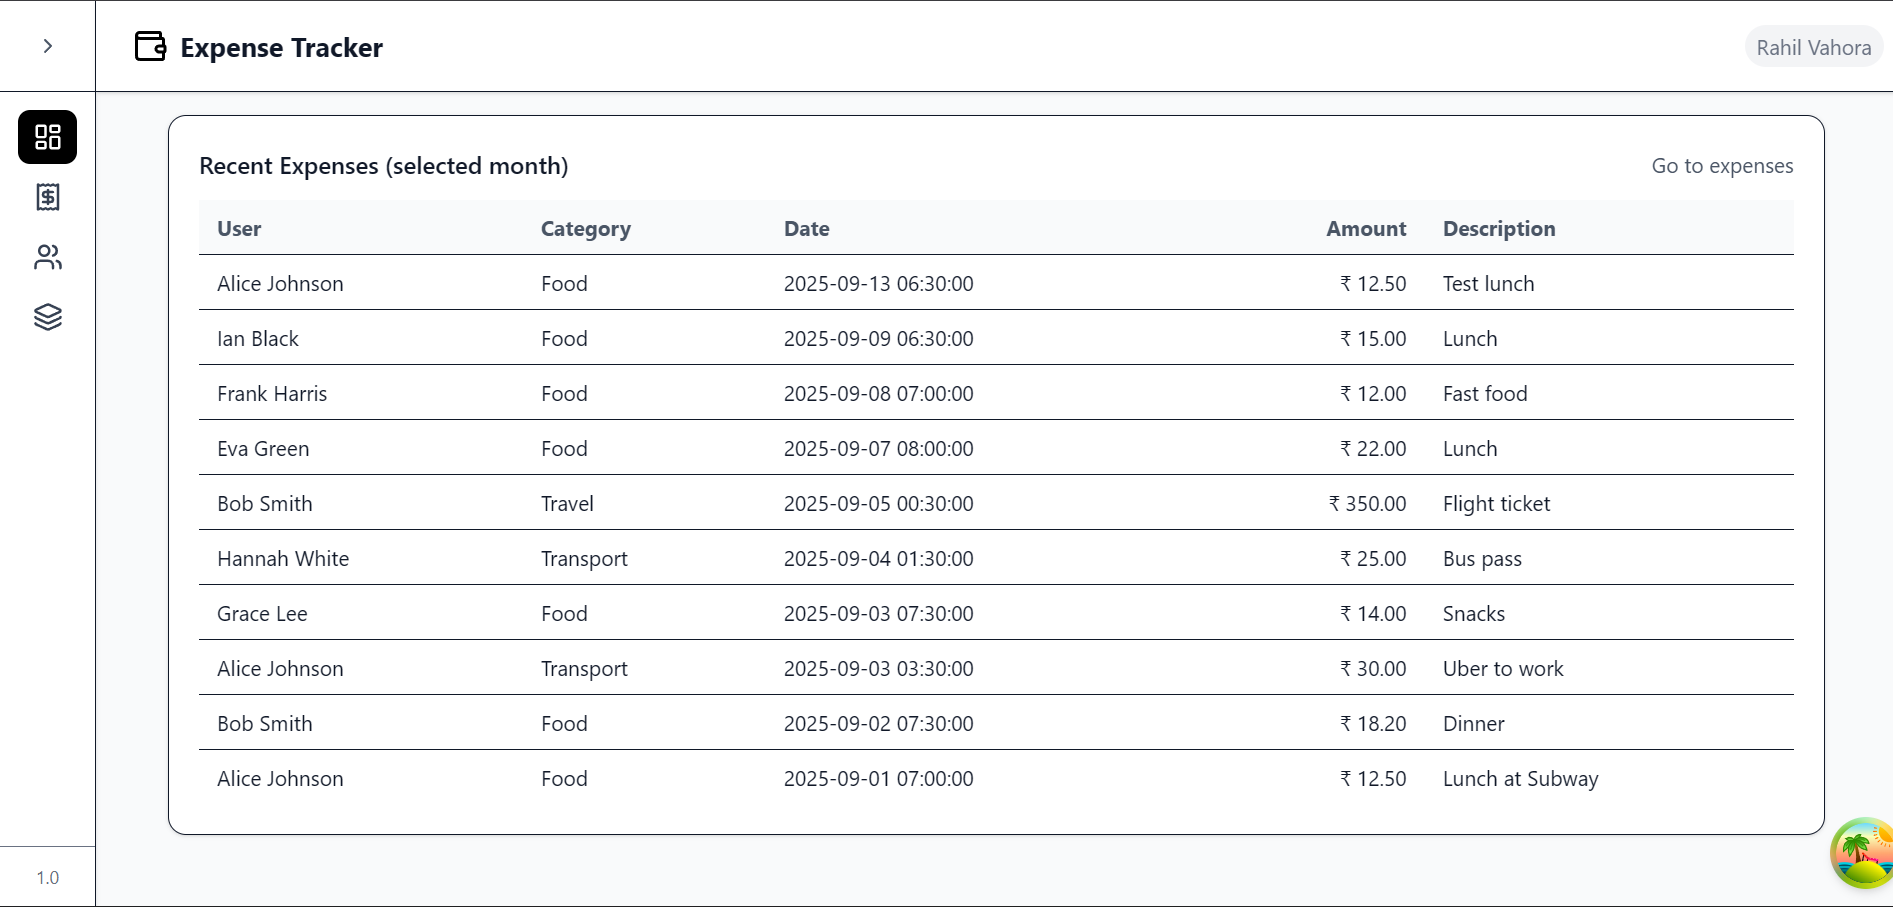 Expense Tracker
Rahil Vahora
Recent Expenses (selected month)
Go to expenses
User Category Date Amount Description
Alice Johnson Food 2025-09-13 06:30:00 ₹ 12.50 Test lunch
Ian Black Food 2025-09-09 06:30:00 ₹ 15.00 Lunch
Frank Harris Food 2025-09-08 07:00:00 ₹ 12.00 Fast food
Eva Green Food 2025-09-07 08:00:00 ₹ 22.00 Lunch
Bob Smith Travel 2025-09-05 00:30:00 ₹ 350.00 Flight ticket
Hannah White Transport 2025-09-04 01:30:00 ₹ 25.00 Bus pass
Grace Lee Food 2025-09-03 07:30:00 ₹ 14.00 Snacks
Alice Johnson Transport 2025-09-03 03:30:00 ₹ 30.00 Uber to work
Bob Smith Food 2025-09-02 07:30:00 ₹ 18.20 Dinner
Alice Johnson Food 2025-09-01 07:00:00 ₹ 12.50 Lunch at Subway
1.0